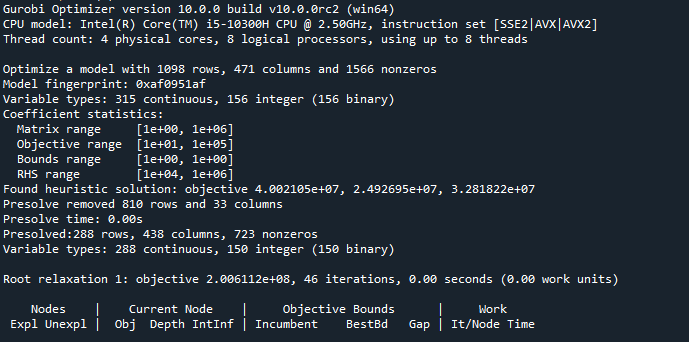 Gurobi Optimizer version 10.0.0 build v10.0.0rc2 (win64)
CPU model: Intel(R) Core(TM) i5-10300H CPU @ 2.50GHz, instruction set [SSE2|AVX|AVX2]
Thread count: 4 physical cores, 8 logical processors, using up to 8 threads
Optimize a model with 1098 rows, 471 columns and 1566 nonzeros
Model fingerprint: 0xaf0951af
Variable types: 315 continuous, 156 integer (156 binary)
Coefficient statistics:
Matrix range [1e+00, 1e+06]
Objective range [1e+01, 1e+05]
Bounds range [1e+00, 1e+00]
RHS range [1e+04, 1e+06]
Found heuristic solution: objective 4.002105e+07, 2.492695e+07, 3.281822e+07
Presolve removed 810 rows and 33 columns
Presolve time: 0.00s
Presolved:288 rows, 438 columns, 723 nonzeros
Variable types: 288 continuous, 150 integer (150 binary)
Root relaxation 1: objective 2.006112e+08, 46 iterations, 0.00 seconds (0.00 work units)
Nodes | Current Node | Objective Bounds | Work
Expl Unexpl | Obj Depth IntInf | Incumbent BestBd Gap | It/Node Time